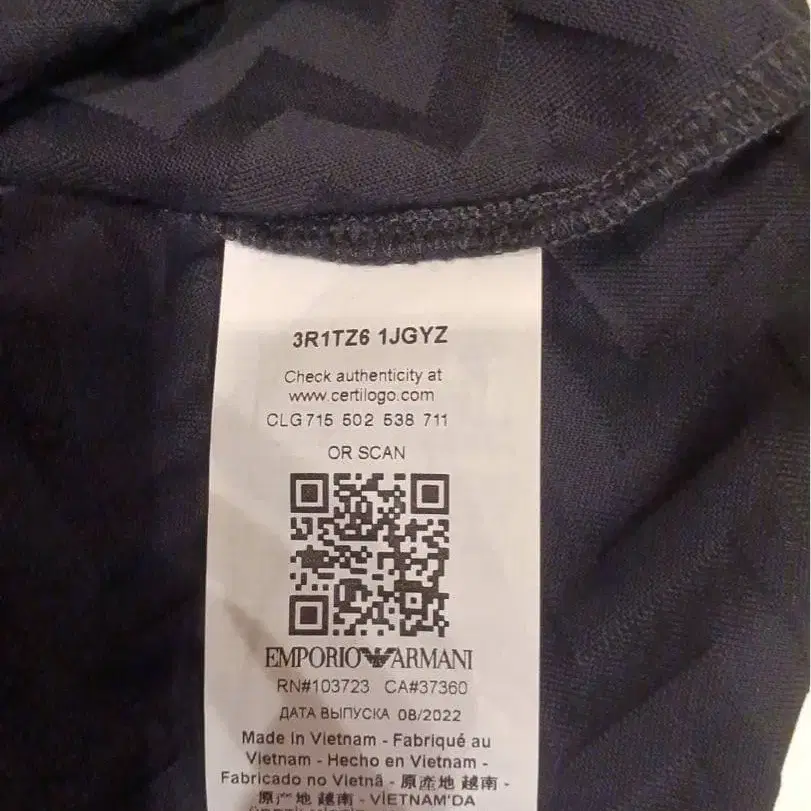 3R1TZ6 1JGYZ
Check authenticity at
www.certilogo.com
CLG 715 502 538 711
OR SCAN
EMPORIO ARMANI
RN#103723 CA#37360
ДАТА ВЫПУСКА 08/2022
Made in Vietnam - Fabriqué au
Vietnam - Hecho en Vietnam -
Fabricado no Vietnã - 原產地 越南 -
原产地 越南 - VİETNAM'DA